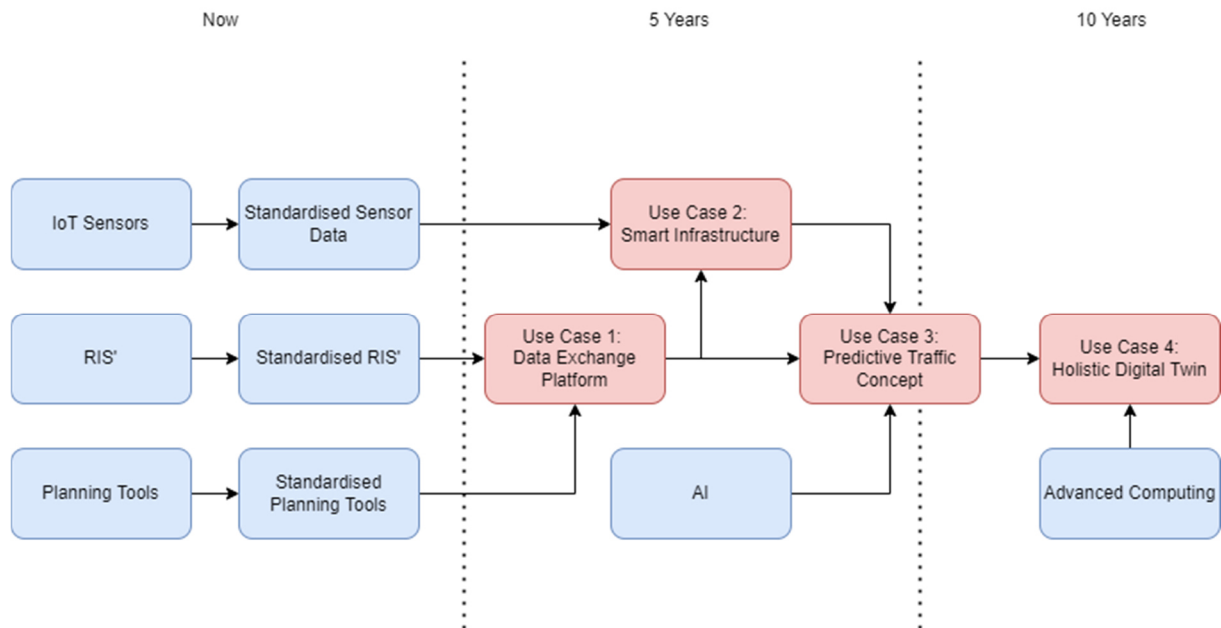 Now
5 Years
10 Years
IoT Sensors
Standardised Sensor
Data
Use Case 2:
Smart Infrastructure
RIS'
Standardised RIS'
Use Case 1:
Data Exchange
Platform
Use Case 3:
Predictive Traffic
Concept
Use Case 4:
Holistic Digital Twin
Planning Tools
Standardised
Planning Tools
AI
Advanced Computing